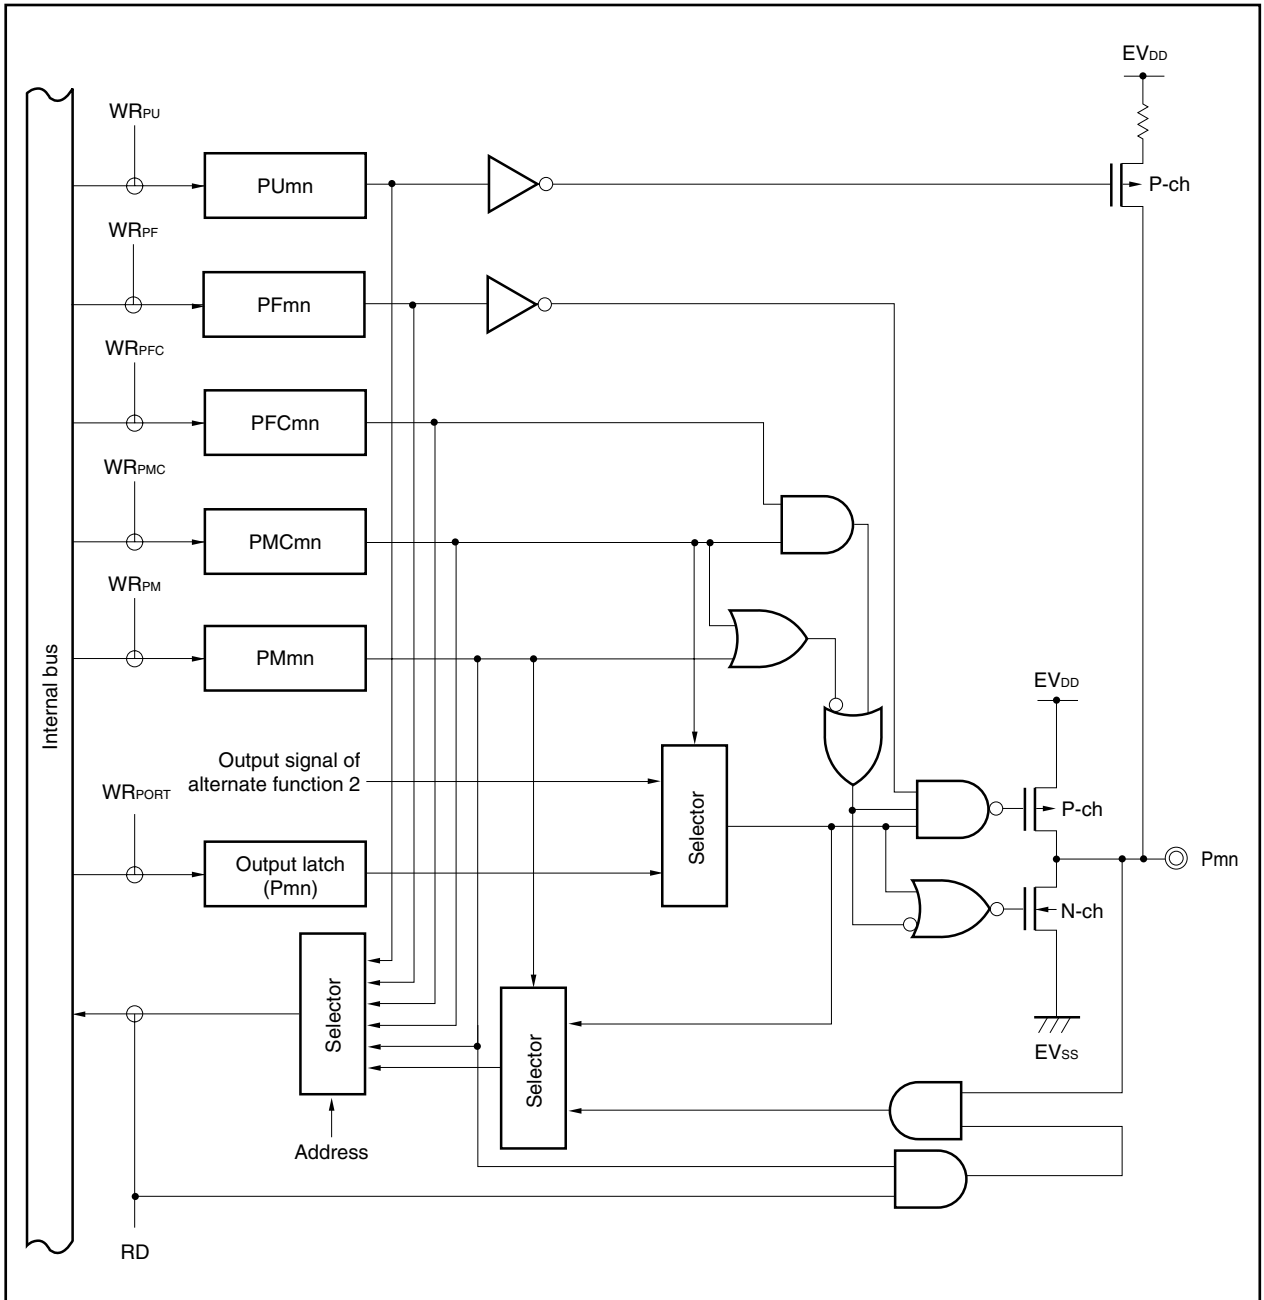 EVDD
WRPU
PUmn
P-ch
WRPF
PFmn
WRPFC
PFCmn
WRPMC
PMCmn
WRPM
PMmn
Internal bus
EVDD
Output signal of
alternate function 2
WRPORT
Selector
P-ch
Output latch
(Pmn)
Pmn
N-ch
Selector
Selector
EVSS
Address
RD